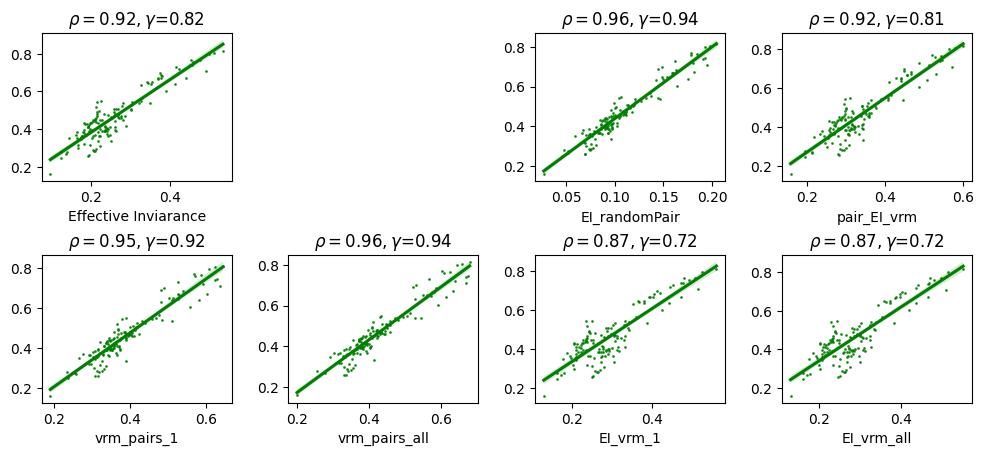 ρ = 0.92, γ=0.82
0.8
0.6
0.4
0.2
0.2 0.4
Effective Inviarance
ρ = 0.96, γ=0.94
0.8
0.6
0.4
0.2
0.05 0.10 0.15 0.20
EI_randomPair
ρ = 0.92, γ=0.81
0.8
0.6
0.4
0.2
0.2 0.4 0.6
pair_EI_vrm
ρ = 0.95, γ=0.92
0.8
0.6
0.4
0.2
0.2 0.4 0.6
vrm_pairs_1
ρ = 0.96, γ=0.94
0.8
0.6
0.4
0.2
0.2 0.4 0.6
vrm_pairs_all
ρ = 0.87, γ=0.72
0.8
0.6
0.4
0.2
0.2 0.4
EI_vrm_1
ρ = 0.87, γ=0.72
0.8
0.6
0.4
0.2
0.2 0.4
EI_vrm_all